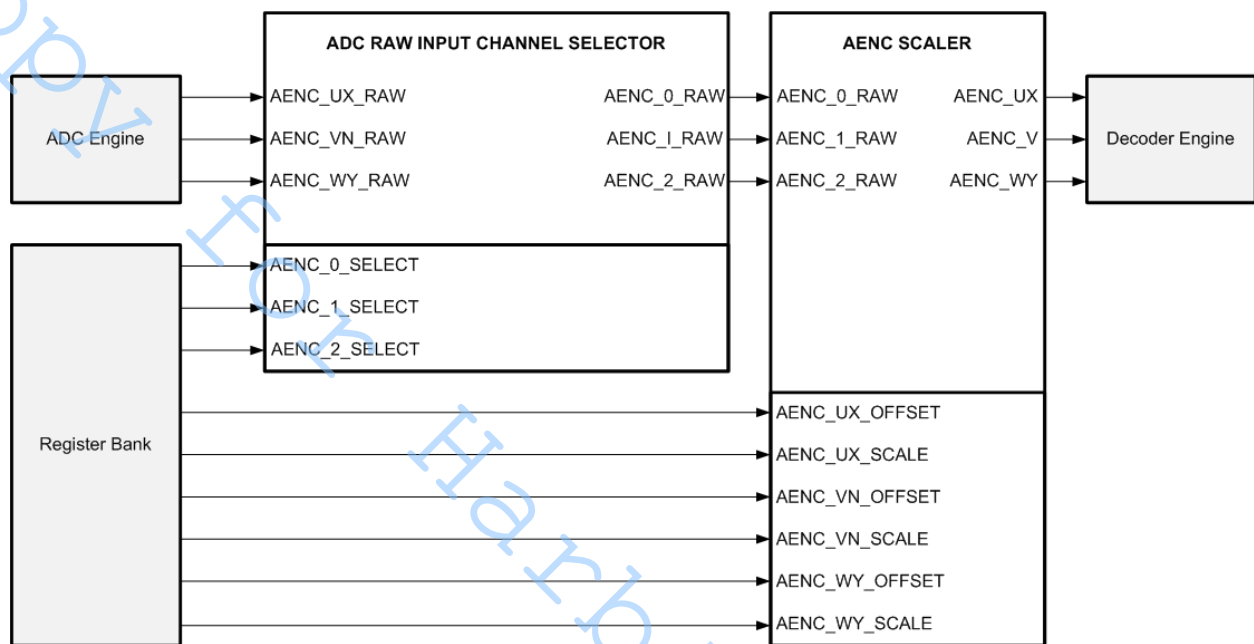 ADC RAW INPUT CHANNEL SELECTOR
AENC SCALER
ADC Engine
AENC_UX_RAW
AENC_VN_RAW
AENC_WY_RAW
AENC_0_RAW
AENC_I_RAW
AENC_2_RAW
AENC_0_RAW
AENC_1_RAW
AENC_2_RAW
AENC_UX
AENC_V
AENC_WY
Decoder Engine
Register Bank
AENC_0_SELECT
AENC_1_SELECT
AENC_2_SELECT
AENC_UX_OFFSET
AENC_UX_SCALE
AENC_VN_OFFSET
AENC_VN_SCALE
AENC_WY_OFFSET
AENC_WY_SCALE
for